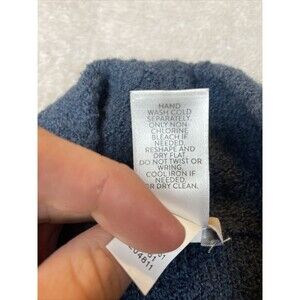 HAND
WASH COLD
SEPARATELY.
ONLY NON-
CHLORINE
BLEACH IF
NEEDED.
RESHAPE AND
DRY FLAT
DO NOT TWIST OR
WRING.
COOL IRON IF
NEEDED.
OR DRY CLEAN.